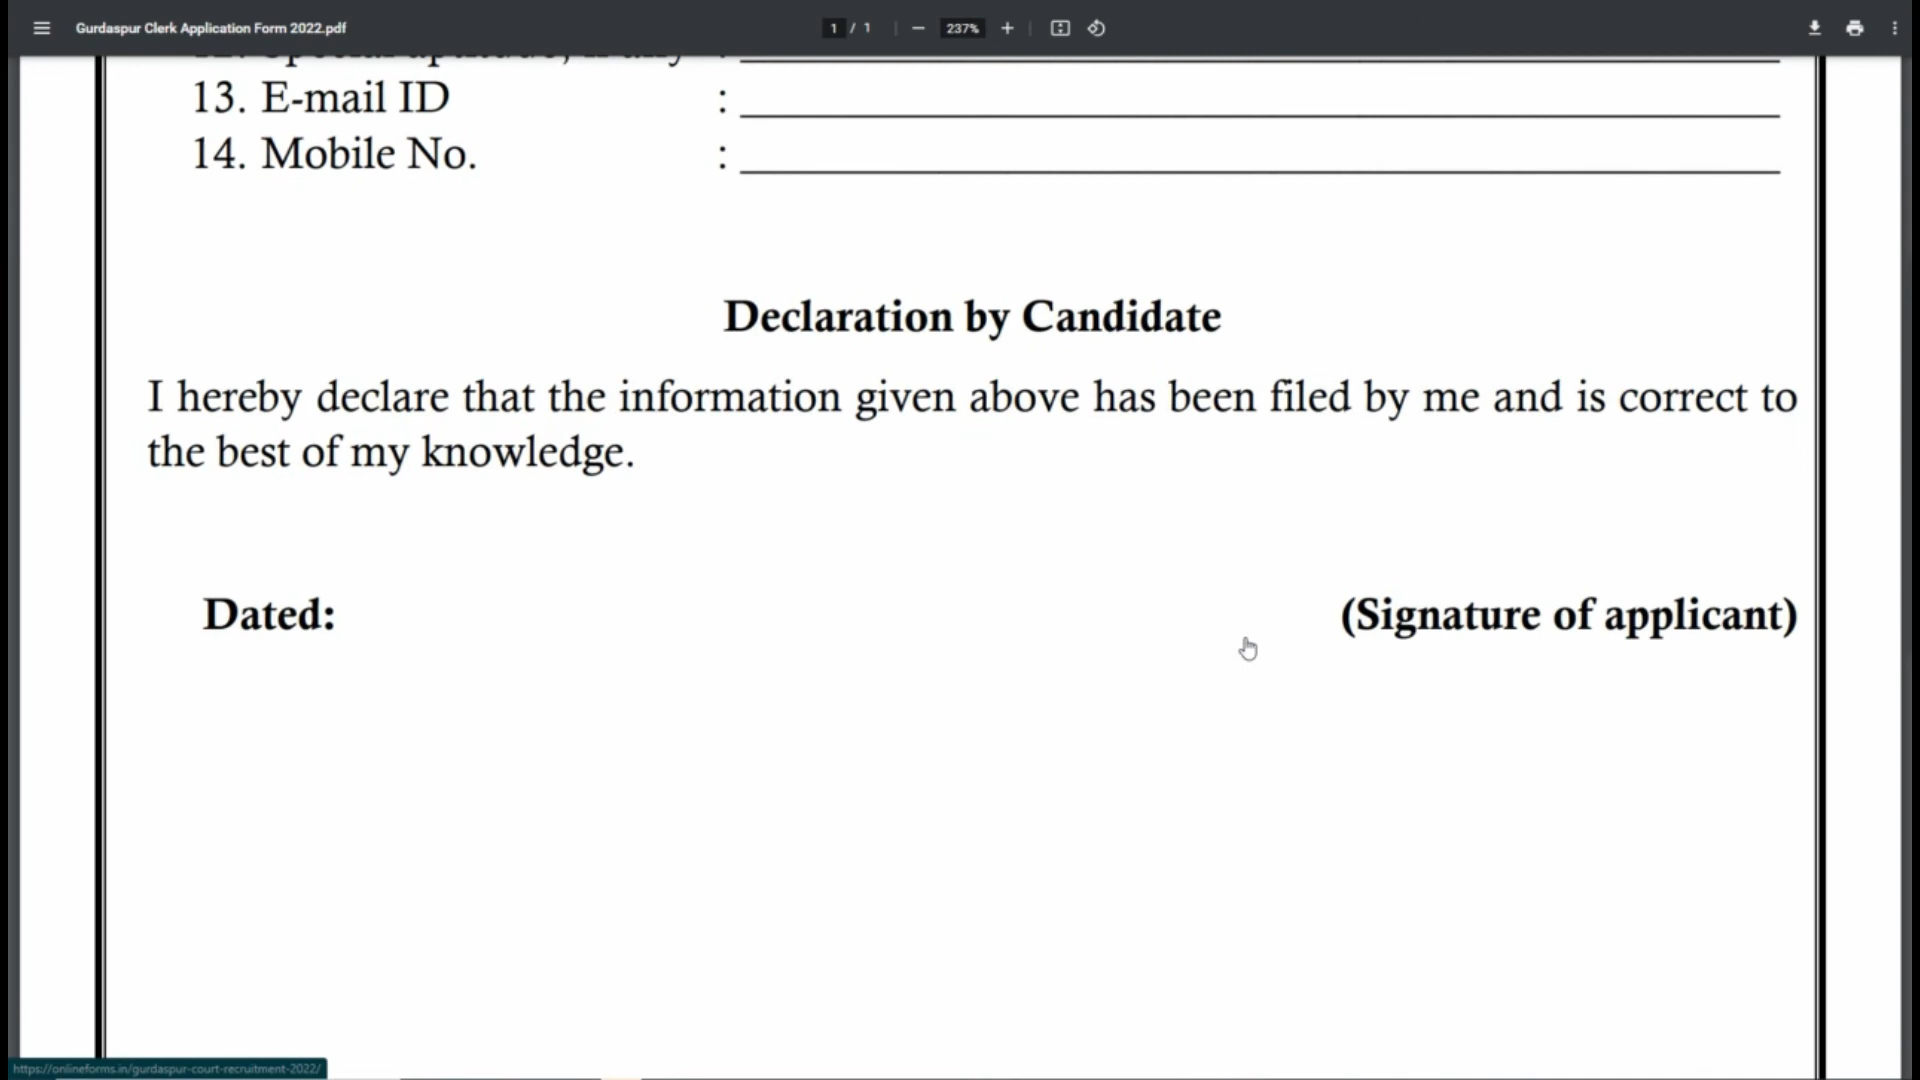 Gurdaspur Clerk Application Form 2022.pdf
1 / 1
237%
13. E-mail ID :
14. Mobile No. :
Declaration by Candidate
I hereby declare that the information given above has been filed by me and is correct to
the best of my knowledge.
Dated:
(Signature of applicant)
https://onlineforms.in/gurdaspur-court-recruitment-2022/